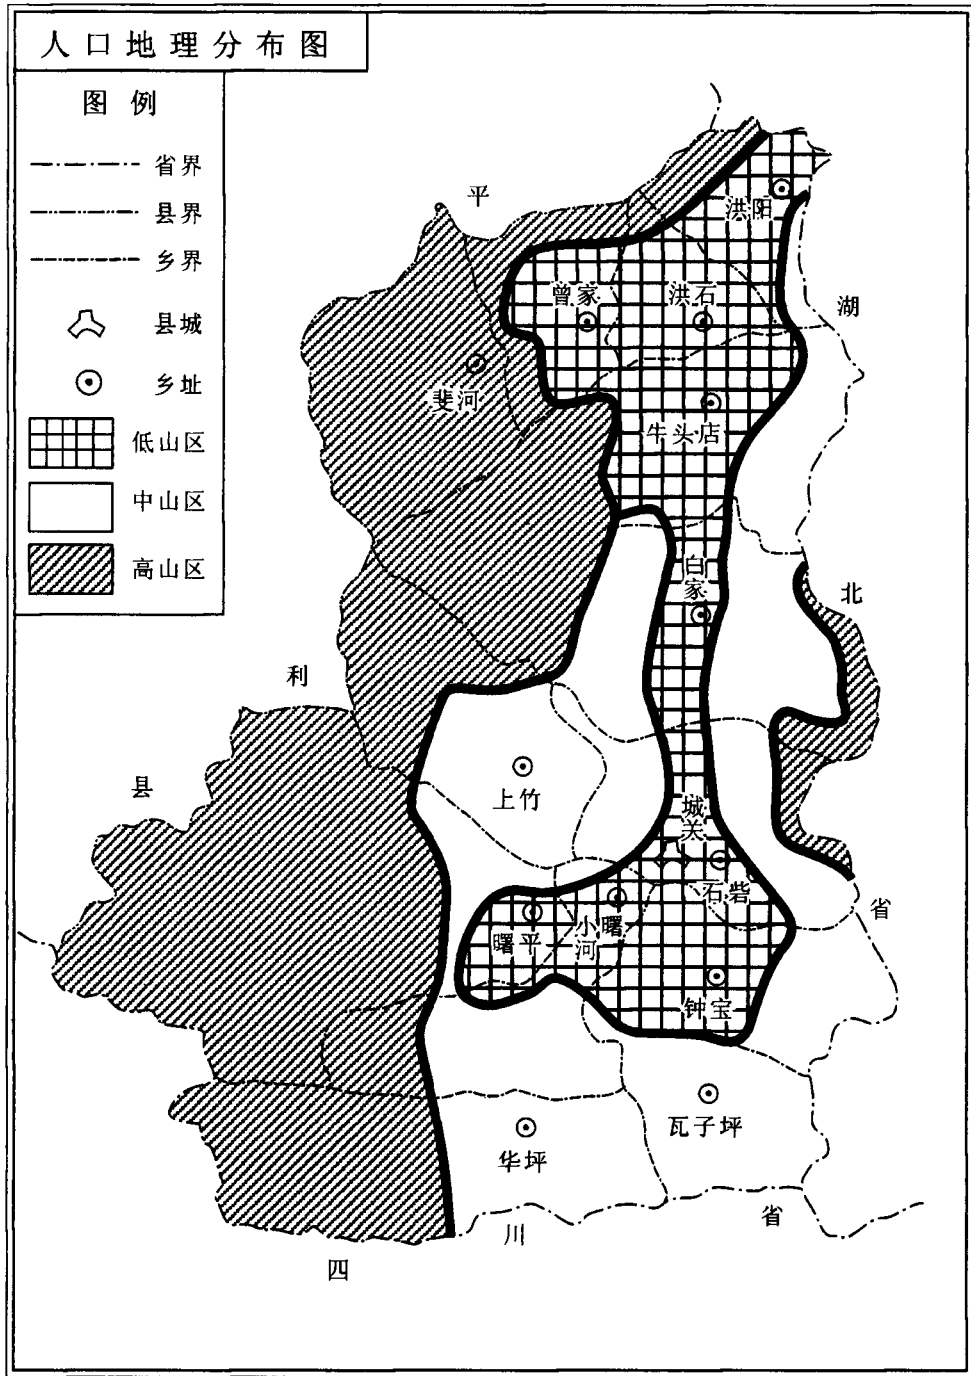 人口地理分布图
图例
省界
县界
乡界
县城
乡址
低山区
中山区
高山区
平
洪阳
曾家
洪石
湖
斐河
牛头店
白家
北
利
县
上竹
城关
石砦
省
曙平
小河
曙
钟宝
瓦子坪
华坪
省
川
四